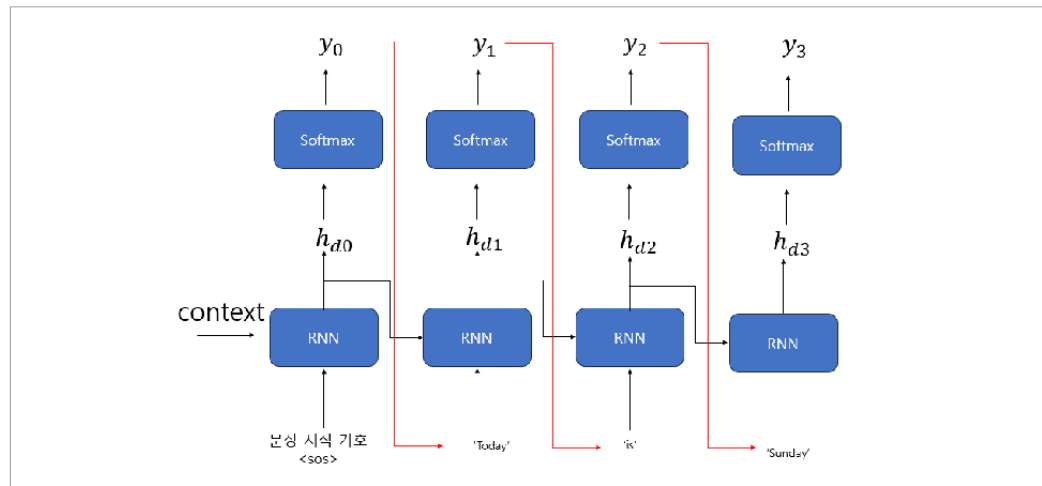 y0 y1 y2 y3
Softmax Softmax Softmax Softmax
hd0 hd1 hd2 hd3
context
RNN RNN RNN RNN
문장 시작 기호
<sos>
'Today' 'is' 'Sunday'